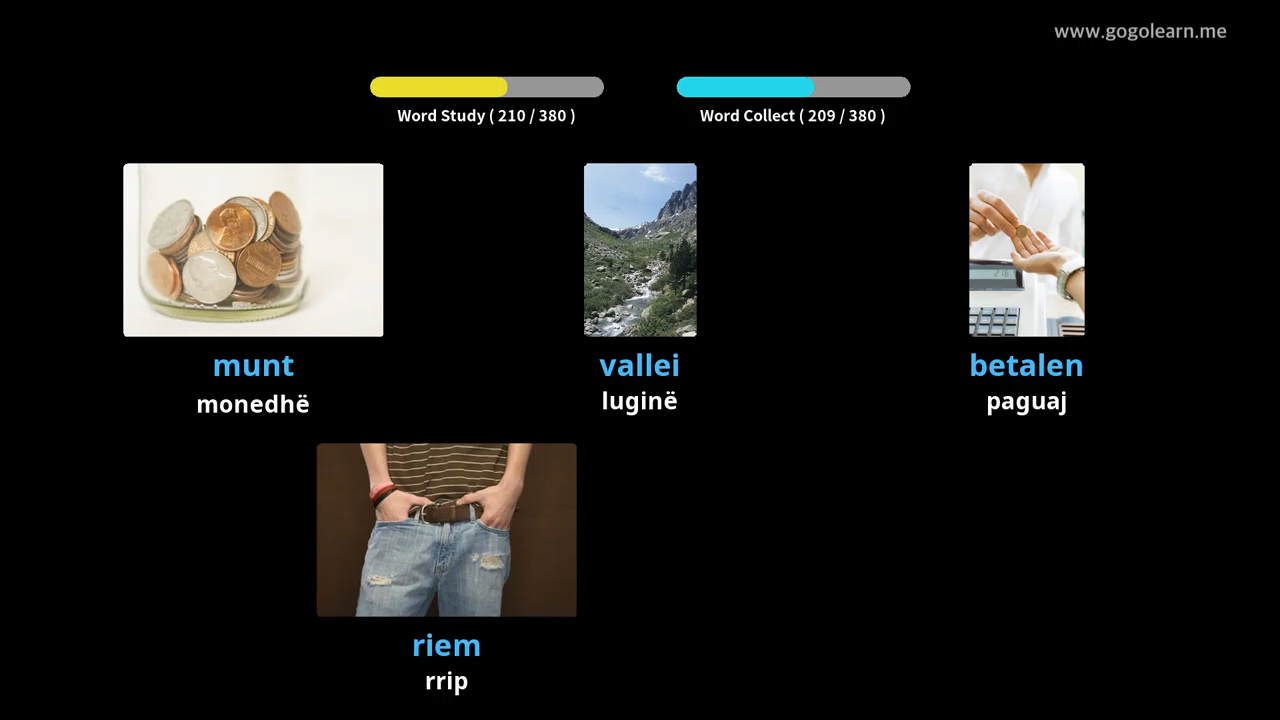 www.gogolearn.me
Word Study ( 210 / 380 )
Word Collect ( 209 / 380 )
munt
monedhë
vallei
luginë
betalen
paguaj
riem
rrip